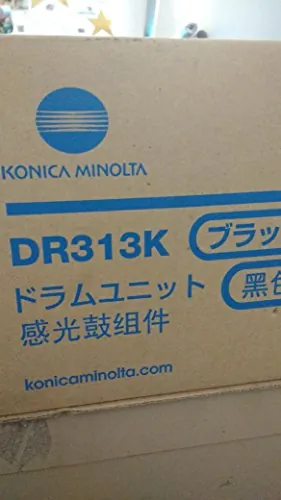 KONICA MINOLTA
DR313K ブラッ
ドラムユニット 黑色
感光鼓组件
konicaminolta.com